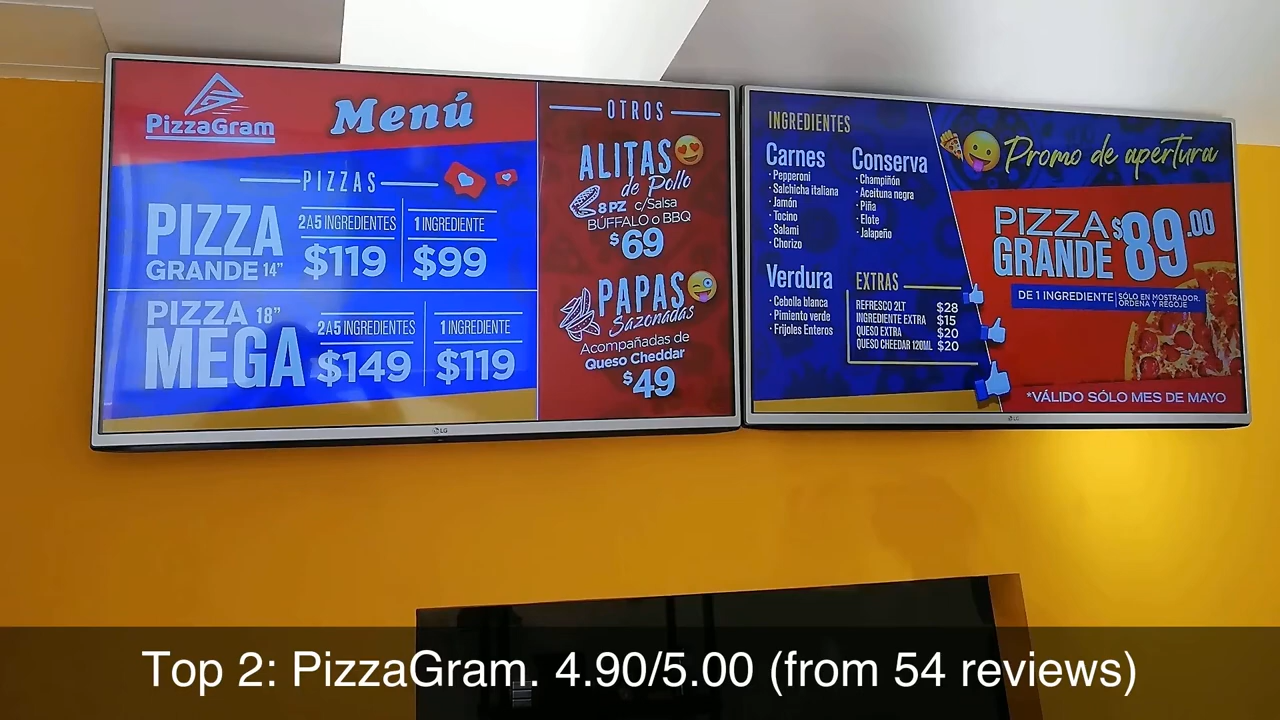 PizzaGram
Menú
PIZZAS
PIZZA
GRANDE 14"
2 A 5 INGREDIENTES
$119
1 INGREDIENTE
$99
PIZZA 18"
MEGA
2 A 5 INGREDIENTES
$149
1 INGREDIENTE
$119
OTROS
ALITAS
de Pollo
8 PZ c/Salsa
BÚFFALO o BBQ
$69
PAPAS
Sazonadas
Acompañadas de
Queso Cheddar
$49
INGREDIENTES
Carnes
· Pepperoni
· Salchicha italiana
· Jamón
· Tocino
· Salami
· Chorizo
Conserva
· Champiñón
· Aceituna negra
· Piña
· Elote
· Jalapeño
Verdura
· Cebolla blanca
· Pimiento verde
· Frijoles Enteros
EXTRAS
REFRESCO 2LT $28
INGREDIENTE EXTRA $15
QUESO EXTRA $20
QUESO CHEEDAR 120ML $20
Promo de apertura
PIZZA
GRANDE
$89.00
DE 1 INGREDIENTE
SÓLO EN MOSTRADOR.
ORDENA Y RECOJE
*VÁLIDO SÓLO MES DE MAYO
LG
LG
Top 2: PizzaGram. 4.90/5.00 (from 54 reviews)